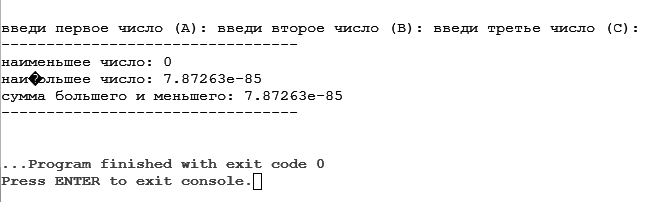 введи первое число (A): введи второе число (B): введи третье число (C):
---------------------------------
наименьшее число: 0
наи�ольшее число: 7.87263e-85
сумма большего и меньшего: 7.87263e-85
---------------------------------
...Program finished with exit code 0
Press ENTER to exit console.